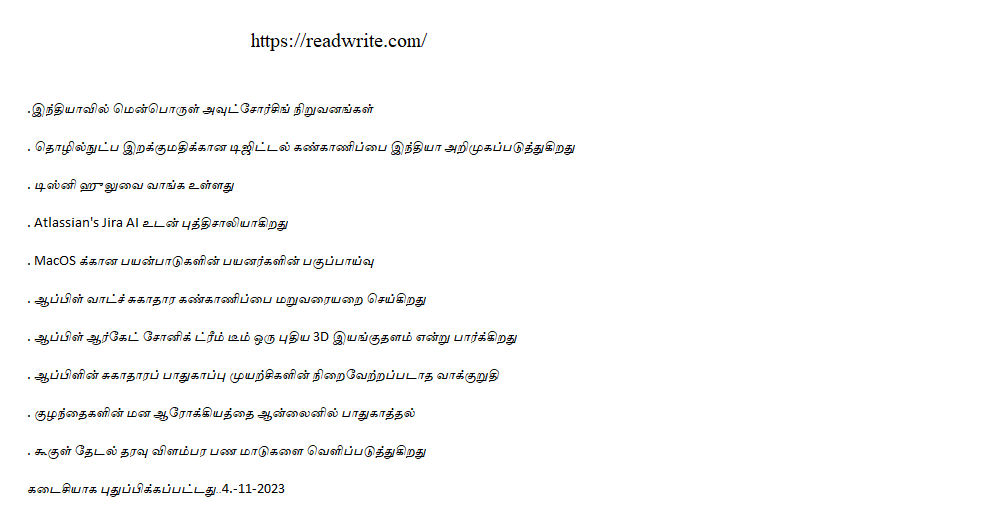 https://readwrite.com/
.இந்தியாவில் மென்பொருள் அவுட்சோர்சிங் நிறுவனங்கள்
. தொழில்நுட்ப இறக்குமதிக்கான டிஜிட்டல் கண்காணிப்பை இந்தியா அறிமுகப்படுத்துகிறது
. டிஸ்னி ஹுலுவை வாங்க உள்ளது
. Atlassian's Jira AI உடன் புத்திசாலியாகிறது
. MacOS க்கான பயன்பாடுகளின் பயனர்களின் பகுப்பாய்வு
. ஆப்பிள் வாட்ச் சுகாதார கண்காணிப்பை மறுவரையறை செய்கிறது
. ஆப்பிள் ஆர்கேட் சோனிக் ட்ரீம் டீம் ஒரு புதிய 3D இயங்குதளம் என்று பார்க்கிறது
. ஆப்பிளின் சுகாதாரப் பாதுகாப்பு முயற்சிகளின் நிறைவேற்றப்படாத வாக்குறுதி
. குழந்தைகளின் மன ஆரோக்கியத்தை ஆன்லைனில் பாதுகாத்தல்
. கூகுள் தேடல் தரவு விளம்பர பண மாடுகளை வெளிப்படுத்துகிறது
கடைசியாக புதுப்பிக்கப்பட்டது..4.-11-2023